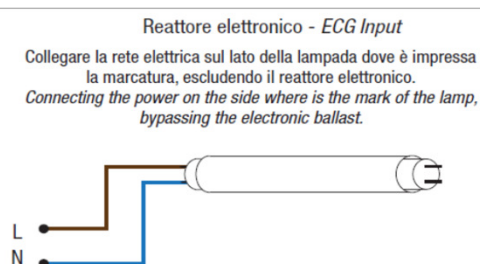 Reattore elettronico - ECG Input
Collegare la rete elettrica sul lato della lampada dove è impressa
la marcatura, escludendo il reattore elettronico.
Connecting the power on the side where is the mark of the lamp,
bypassing the electronic ballast.
L
N